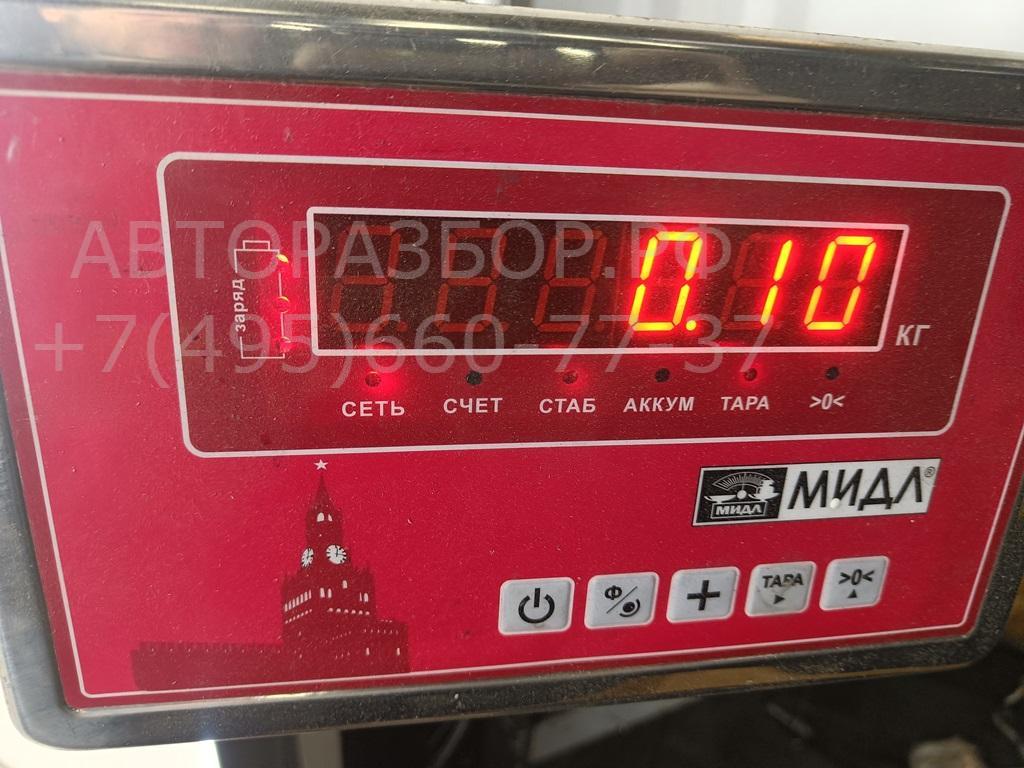 АВТОРАЗБОР.РФ
+7(495)660-77-37
заряд
0.10
КГ
СЕТЬ СЧЕТ СТАБ АККУМ ТАРА >0<
МИДЛ МИДЛ®
Ф + ТАРА >0<